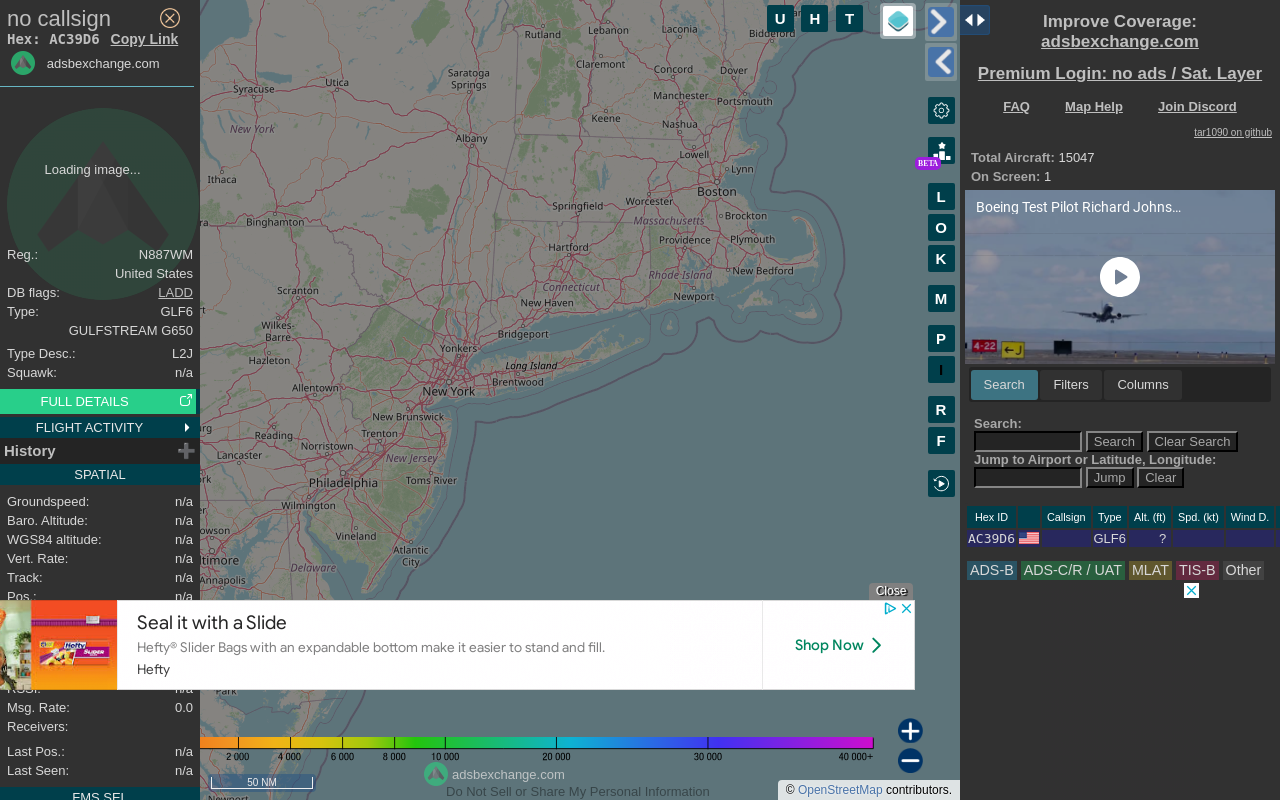 no callsign
Hex: AC39D6 Copy Link
adsbexchange.com
Loading image...
Reg.: N887WM
United States
DB flags: LADD
Type: GLF6
GULFSTREAM G650
Type Desc.: L2J
Squawk: n/a
FULL DETAILS
FLIGHT ACTIVITY
History
SPATIAL
Groundspeed: n/a
Baro. Altitude: n/a
WGS84 altitude: n/a
Vert. Rate: n/a
Track: n/a
Pos.: n/a
RSSI: n/a
Msg. Rate: 0.0
Receivers:
Last Pos.: n/a
Last Seen: n/a
FMS SEL
U H T
Rutland
Lebanon
Laconia
Biddeford
Claremont
Concord
Dover
Saratoga
Springs
Utica
Syracuse
Manchester
Portsmouth
Keene
Nashua
New York
Albany
Lowell
Lynn
Ithaca
Boston
Worcester
Springfield
Massachusetts
Brockton
Binghamton
Hartford
Providence
Plymouth
Rhode Island
New Bedford
Scranton
Connecticut
Newport
New Haven
Wilkes-
Barre
Bridgeport
Hazleton
Yonkers
Long Island
Allentown
New York
Brentwood
New Brunswick
Reading
Trenton
Norristown
Lancaster
New Jersey
Philadelphia
Toms River
Wilmington
Vineland
Atlantic
City
Annapolis
Delaware
Park
Newport
BETA
L
O
K
M
P
I
R
F
Close
Seal it with a Slide
Hefty® Slider Bags with an expandable bottom make it easier to stand and fill.
Hefty
Shop Now
Hefty
SLIDER
2 000 4 000 6 000 8 000 10 000 20 000 30 000 40 000+
50 NM
adsbexchange.com
Do Not Sell or Share My Personal Information
© OpenStreetMap contributors.
Improve Coverage:
adsbexchange.com
Premium Login: no ads / Sat. Layer
FAQ Map Help Join Discord
tar1090 on github
Total Aircraft: 15047
On Screen: 1
Boeing Test Pilot Richard Johns...
4-22
J
Search Filters Columns
Search:
Search Clear Search
Jump to Airport or Latitude, Longitude:
Jump Clear
Hex ID Callsign Type Alt. (ft) Spd. (kt) Wind D.
AC39D6 GLF6 ?
ADS-B ADS-C/R / UAT MLAT TIS-B Other